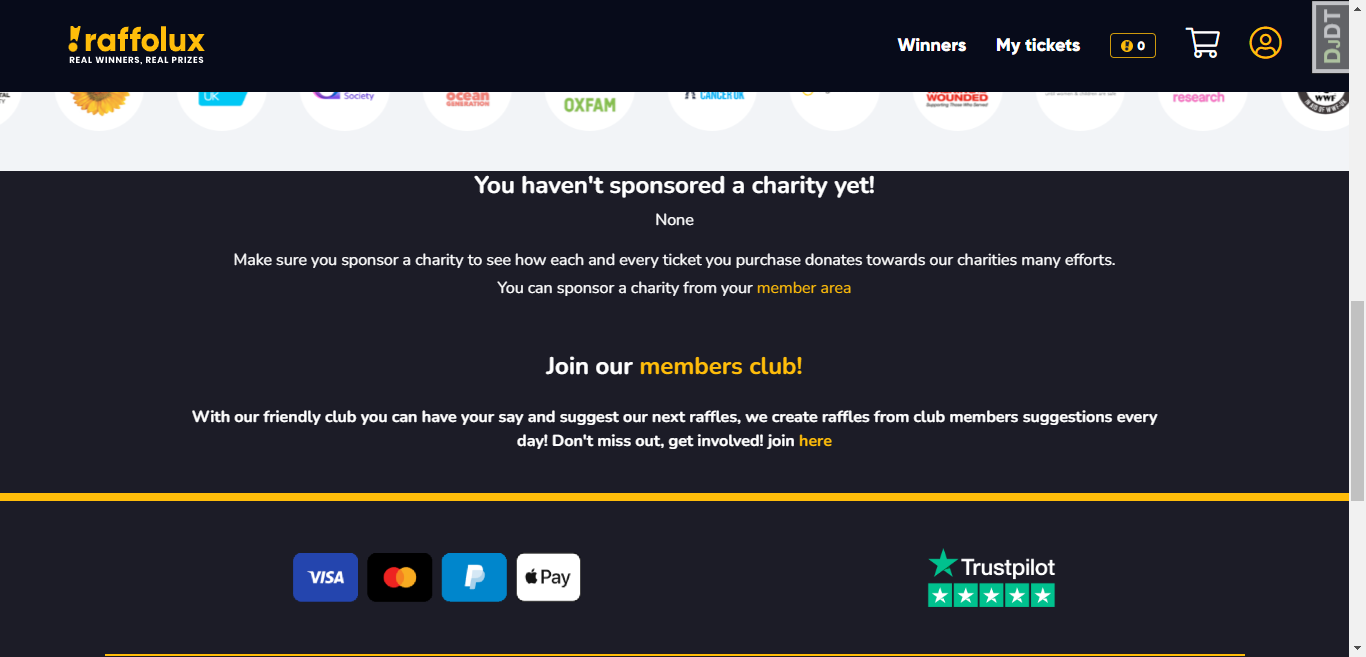 raffolux
REAL WINNERS, REAL PRIZES
Winners
My tickets
0
DJDT
UK
Society
ocean
GENERATION
OXFAM
CANCER UK
WOUNDED
Supporting Those Who Served
research
WWF
You haven't sponsored a charity yet!
None
Make sure you sponsor a charity to see how each and every ticket you purchase donates towards our charities many efforts.
You can sponsor a charity from your member area
Join our members club!
With our friendly club you can have your say and suggest our next raffles, we create raffles from club members suggestions every
day! Don't miss out, get involved! join here
VISA
Pay
Trustpilot